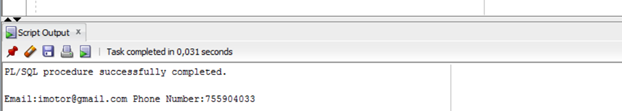 Script Output x
Task completed in 0,031 seconds
PL/SQL procedure successfully completed.
Email:imotor@gmail.com Phone Number:755904033